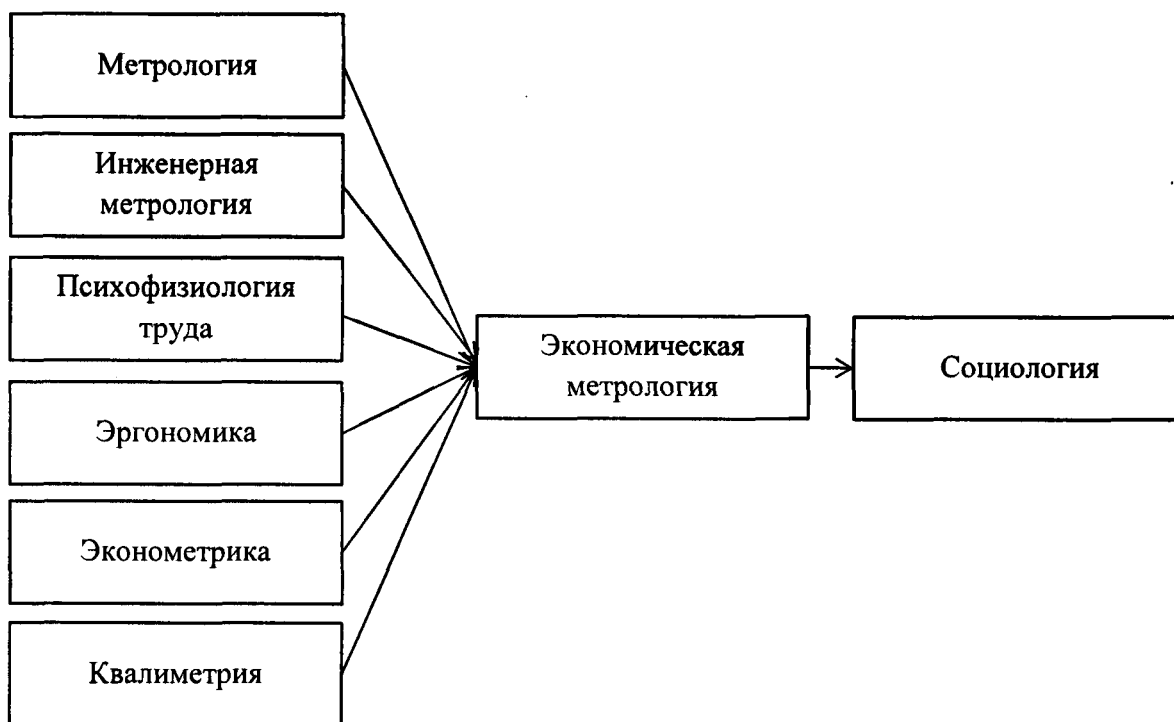 Метрология
Инженерная
метрология
Психофизиология
труда
Эргономика
Эконометрика
Квалиметрия
Экономическая
метрология
Социология